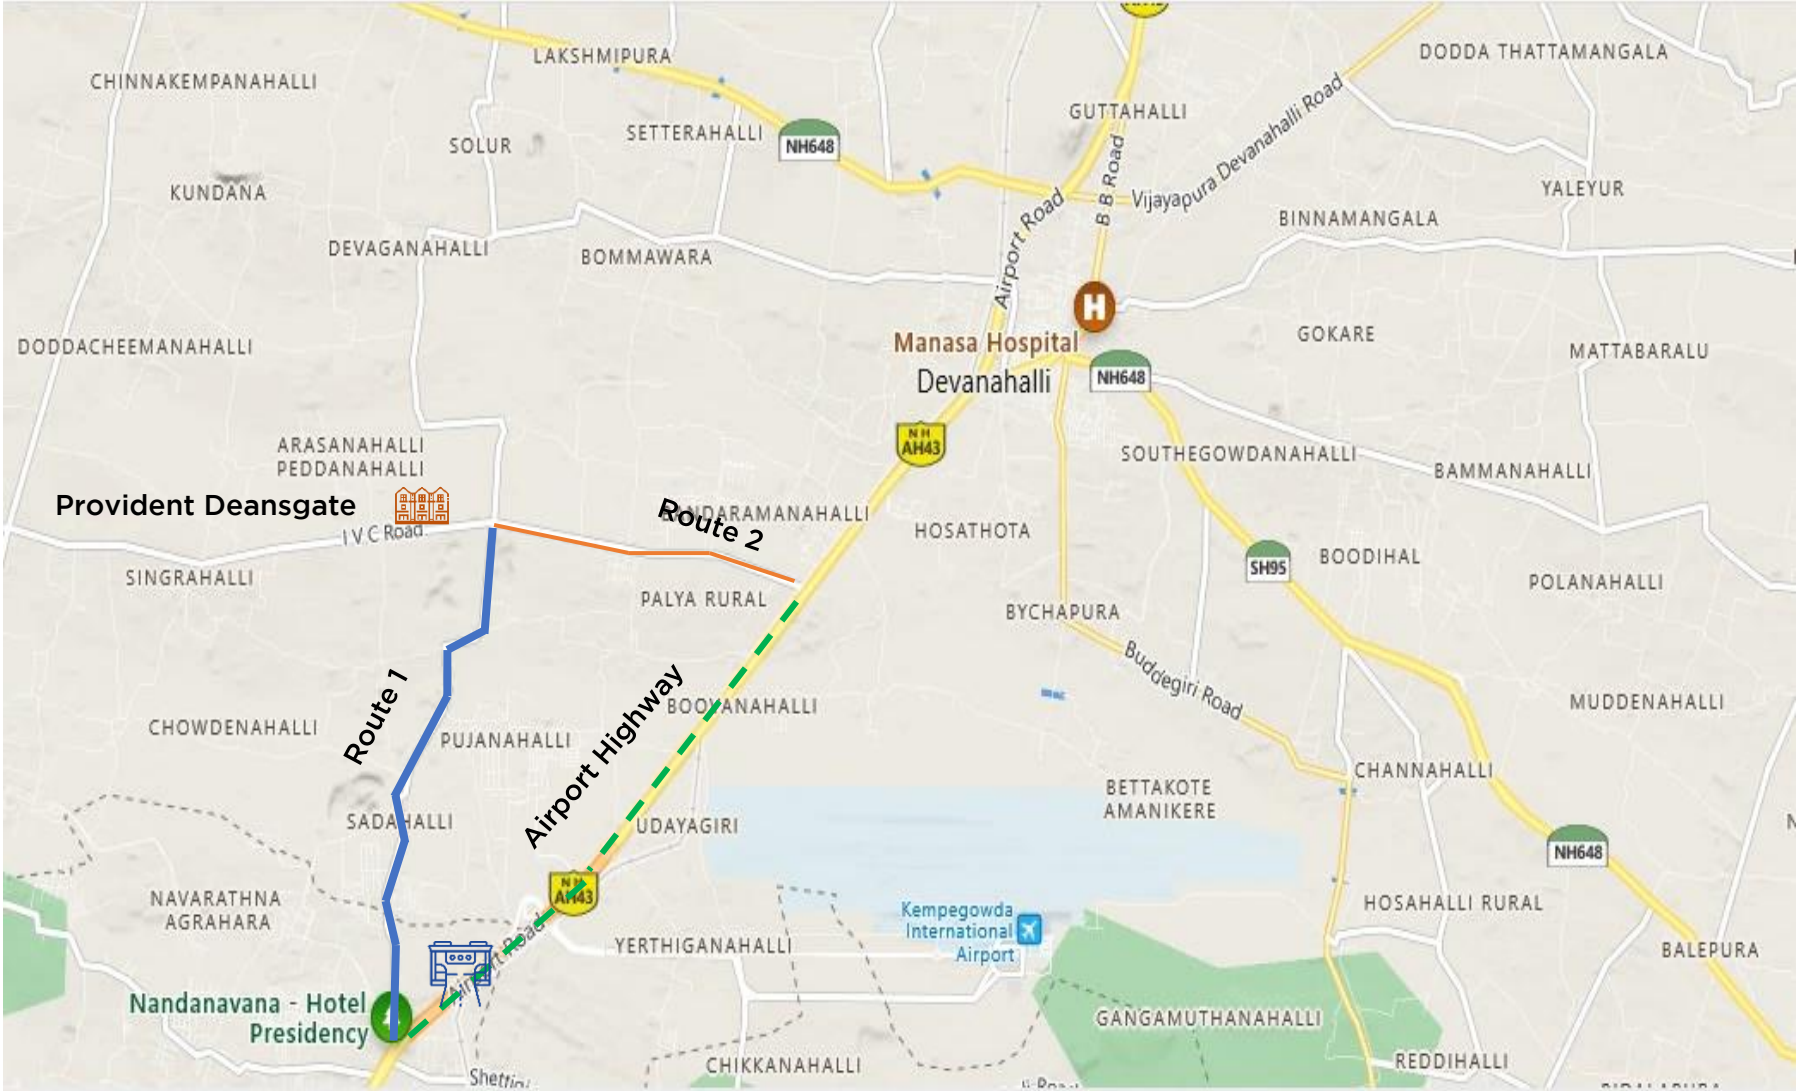 LAKSHMIPURA
DODDA THATTAMANGALA
CHINNAKEMPANAHALLI
GUTTAHALLI
SOLUR
SETTERAHALLI
NH648
Vijayapura Devanahalli Road
B B Road
KUNDANA
YALEYUR
BINNAMANGALA
Airport Road
DEVAGANAHALLI
BOMMAWARA
H
Manasa Hospital
Devanahalli
GOKARE
DODDACHEEMANAHALLI
MATTABARALU
NH648
N H
AH43
ARASANAHALLI
PEDDANAHALLI
SOUTHEGOWDANAHALLI
BAMMANAHALLI
Provident Deansgate
I V C Road
Route 2
HOSATHOTA
BOODIHAL
SH95
SINGRAHALLI
PALYA RURAL
POLANAHALLI
BYCHAPURA
Buddegiri Road
Route 1
Airport Highway
BOOVANAHALLI
MUDDENAHALLI
CHOWDENAHALLI
PUJANAHALLI
CHANNAHALLI
BETTAKOTE
AMANIKERE
SADAHALLI
UDAYAGIRI
NH648
N H
AH43
NAVARATHNA
AGRAHARA
HOSAHALLI RURAL
Kempegowda
International
Airport
Airport Road
YERTHIGANAHALLI
BALEPURA
Nandanavana - Hotel
Presidency
GANGAMUTHANAHALLI
CHIKKANAHALLI
REDDIHALLI